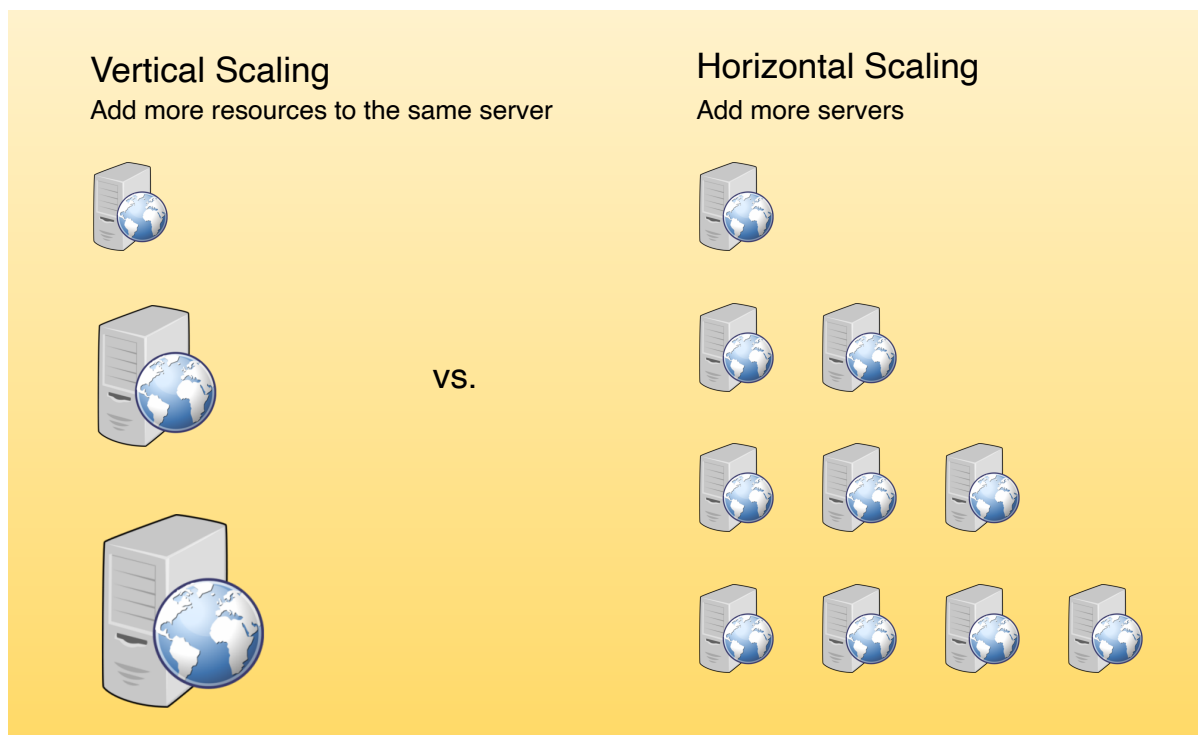 Vertical Scaling
Add more resources to the same server
vs.
Horizontal Scaling
Add more servers